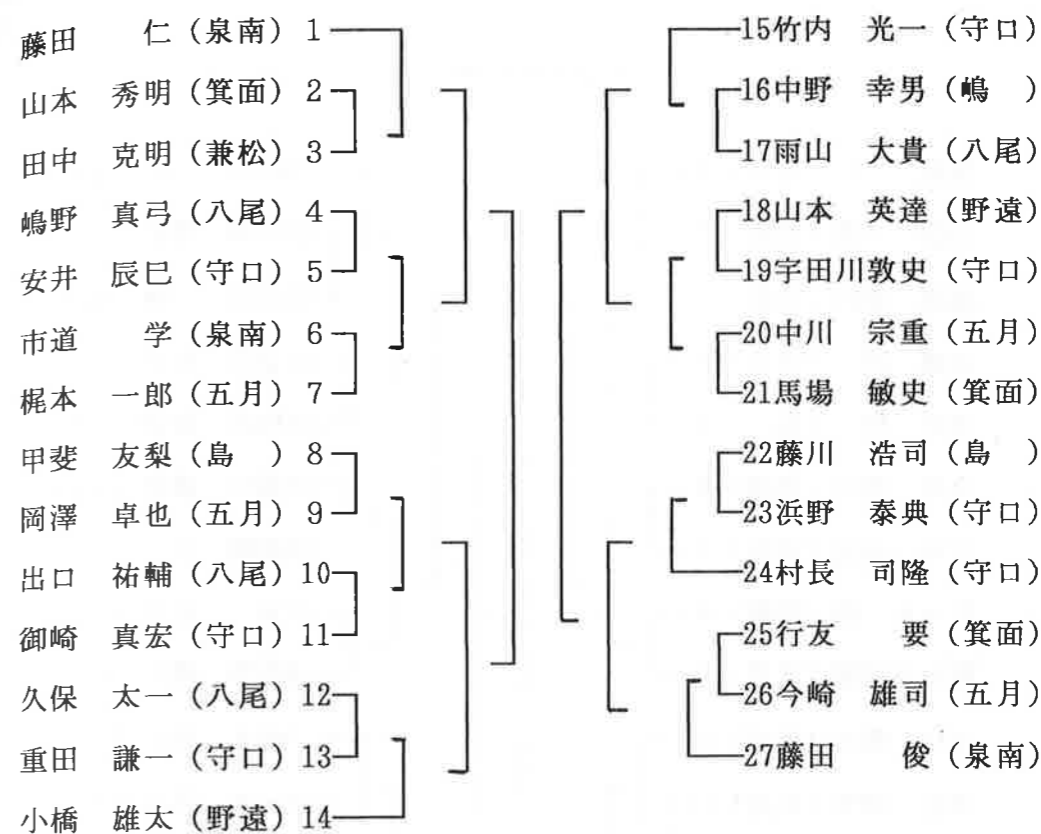 藤田 仁(泉南) 1
山本 秀明(箕面) 2
田中 克明(兼松) 3
嶋野 真弓(八尾) 4
安井 辰巳(守口) 5
市道 学(泉南) 6
梶本 一郎(五月) 7
甲斐 友梨(島 ) 8
岡澤 卓也(五月) 9
出口 祐輔(八尾) 10
御崎 真宏(守口) 11
久保 太一(八尾) 12
重田 謙一(守口) 13
小橋 雄太(野遠) 14
15竹内 光一(守口)
16中野 幸男(嶋 )
17雨山 大貴(八尾)
18山本 英達(野遠)
19宇田川敦史(守口)
20中川 宗重(五月)
21馬場 敏史(箕面)
22藤川 浩司(島 )
23浜野 泰典(守口)
24村長 司隆(守口)
25行友 要(箕面)
26今崎 雄司(五月)
27藤田 俊(泉南)